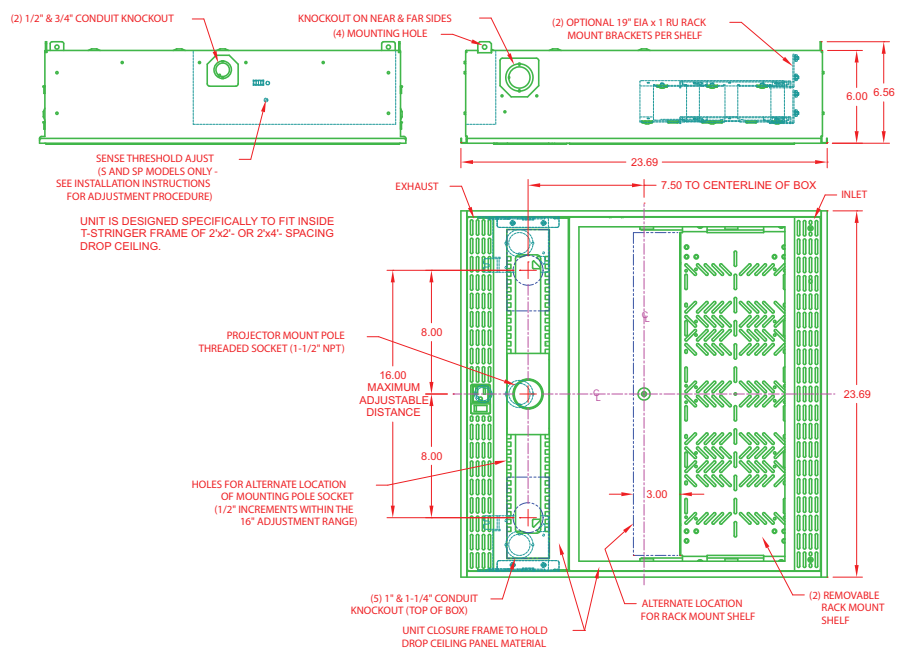 (2) 1/2" & 3/4" CONDUIT KNOCKOUT
KNOCKOUT ON NEAR & FAR SIDES
(4) MOUNTING HOLE
(2) OPTIONAL 19" EIA x 1 RU RACK
MOUNT BRACKETS PER SHELF
6.00
6.56
23.69
SENSE THRESHOLD AJUST
(S AND SP MODELS ONLY -
SEE INSTALLATION INSTRUCTIONS
FOR ADJUSTMENT PROCEDURE)
UNIT IS DESIGNED SPECIFICALLY TO FIT INSIDE
T-STRINGER FRAME OF 2'x2'- OR 2'x4'- SPACING
DROP CEILING.
EXHAUST
7.50 TO CENTERLINE OF BOX
INLET
8.00
PROJECTOR MOUNT POLE
THREADED SOCKET (1-1/2" NPT)
16.00
MAXIMUM
ADJUSTABLE
DISTANCE
CL
CL
23.69
8.00
HOLES FOR ALTERNATE LOCATION
OF MOUNTING POLE SOCKET
(1/2" INCREMENTS WITHIN THE
16" ADJUSTMENT RANGE)
3.00
(5) 1" & 1-1/4" CONDUIT
KNOCKOUT (TOP OF BOX)
UNIT CLOSURE FRAME TO HOLD
DROP CEILING PANEL MATERIAL
ALTERNATE LOCATION
FOR RACK MOUNT SHELF
(2) REMOVABLE
RACK MOUNT
SHELF